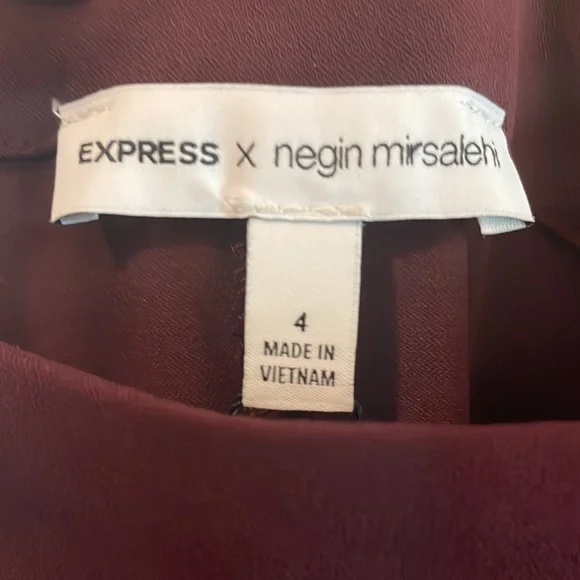 EXPRESS x negin mirsalehi
4
MADE IN
VIETNAM